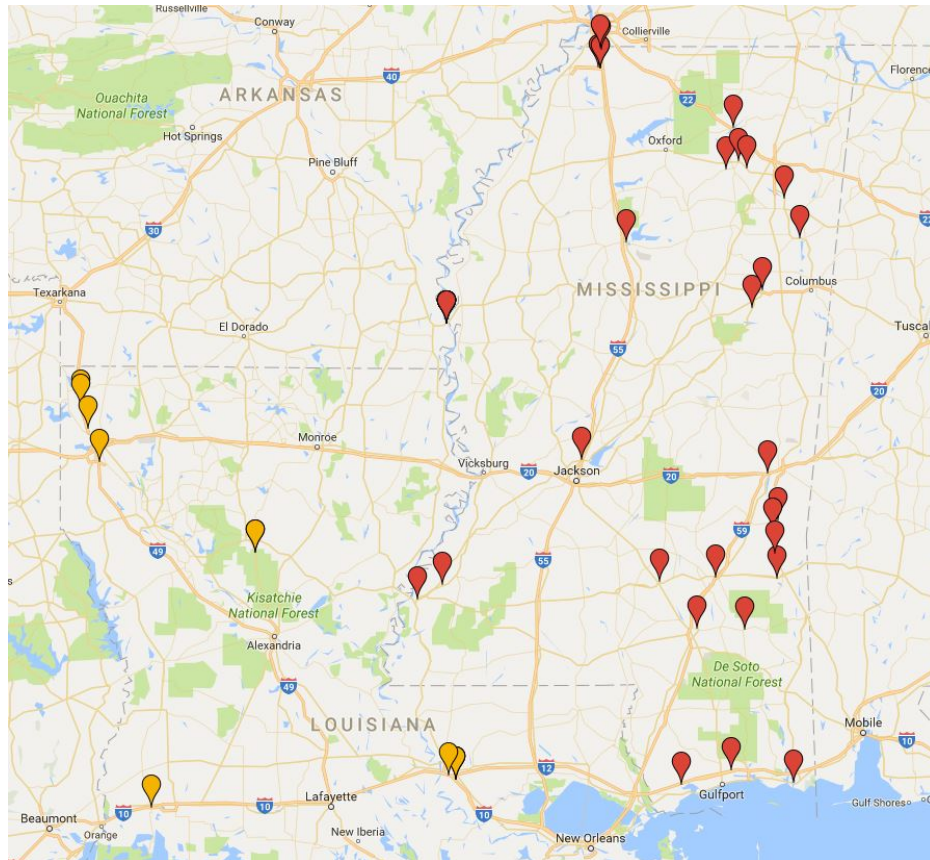 Russellville
Conway
Collierville
40
ARKANSAS
Florence
Ouachita
National Forest
22
Hot Springs
Oxford
Pine Bluff
30
22
Texarkana
MISSISSIPPI
Columbus
El Dorado
Tuscal
55
20
Monroe
Vicksburg
20
Jackson
20
59
49
55
Kisatchie
National Forest
Alexandria
49
De Soto
National Forest
LOUISIANA
Mobile
10
12
Gulfport
10
10
Lafayette
10
Gulf Shores
Beaumont
Orange
New Iberia
New Orleans